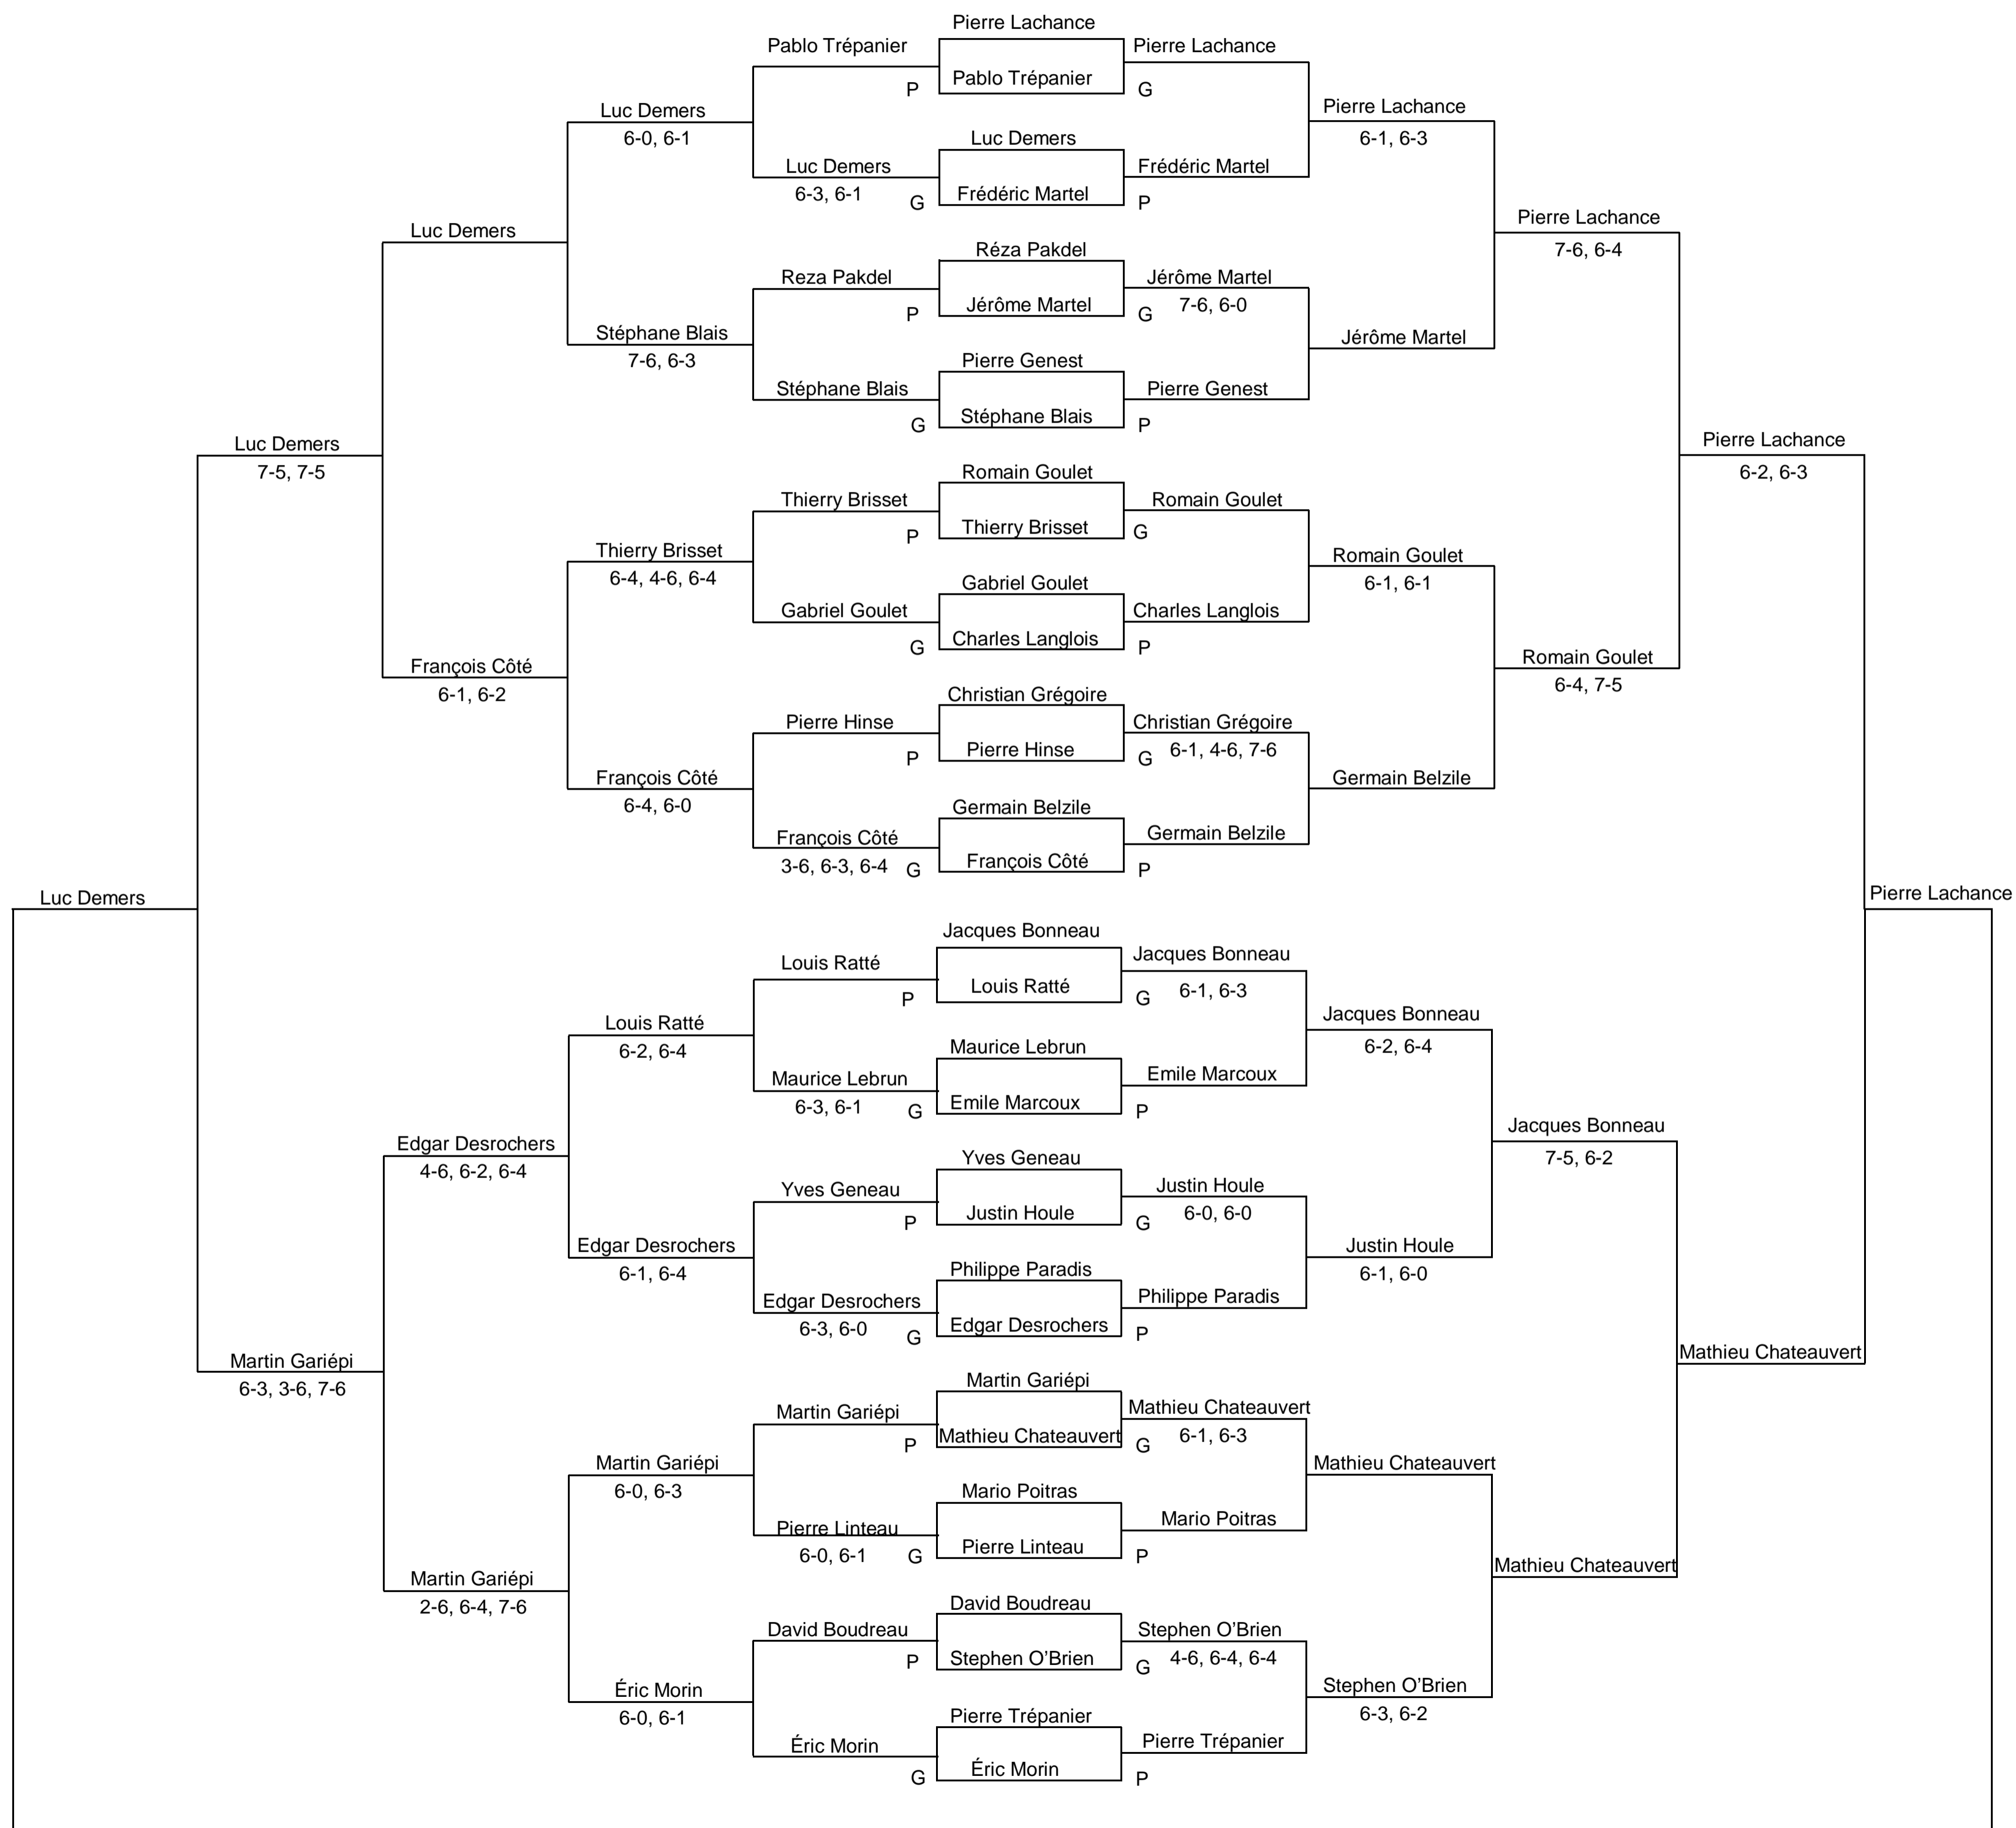 Pierre Lachance
Pablo Trépanier
Pierre Lachance
Pablo Trépanier
P
G
Pierre Lachance
6-1, 6-3
Luc Demers
6-0, 6-1
Luc Demers
Luc Demers
6-3, 6-1
G
Frédéric Martel
Frédéric Martel
P
Pierre Lachance
7-6, 6-4
Luc Demers
Réza Pakdel
Reza Pakdel
P
Jérôme Martel
Jérôme Martel
7-6, 6-0
G
Stéphane Blais
7-6, 6-3
Jérôme Martel
Pierre Genest
Stéphane Blais
G
Stéphane Blais
Pierre Genest
P
Luc Demers
7-5, 7-5
Pierre Lachance
6-2, 6-3
Romain Goulet
Thierry Brisset
P
Thierry Brisset
Romain Goulet
G
Thierry Brisset
6-4, 4-6, 6-4
Romain Goulet
6-1, 6-1
Gabriel Goulet
Gabriel Goulet
G
Charles Langlois
Charles Langlois
P
François Côté
6-1, 6-2
Romain Goulet
6-4, 7-5
Christian Grégoire
Pierre Hinse
P
Pierre Hinse
Christian Grégoire
6-1, 4-6, 7-6
G
François Côté
6-4, 6-0
Germain Belzile
Germain Belzile
François Côté
3-6, 6-3, 6-4
G
François Côté
Germain Belzile
P
Luc Demers
Pierre Lachance
Jacques Bonneau
Louis Ratté
P
Louis Ratté
Jacques Bonneau
6-1, 6-3
G
Louis Ratté
6-2, 6-4
Jacques Bonneau
6-2, 6-4
Maurice Lebrun
Maurice Lebrun
6-3, 6-1
G
Emile Marcoux
Emile Marcoux
P
Edgar Desrochers
4-6, 6-2, 6-4
Jacques Bonneau
7-5, 6-2
Yves Geneau
Yves Geneau
P
Justin Houle
Justin Houle
6-0, 6-0
G
Edgar Desrochers
6-1, 6-4
Justin Houle
6-1, 6-0
Philippe Paradis
Edgar Desrochers
6-3, 6-0
G
Edgar Desrochers
Philippe Paradis
P
Martin Gariépi
6-3, 3-6, 7-6
Mathieu Chateauvert
Martin Gariépi
Martin Gariépi
P
Mathieu Chateauvert
Mathieu Chateauvert
6-1, 6-3
G
Martin Gariépi
6-0, 6-3
Mathieu Chateauvert
Mario Poitras
Pierre Linteau
6-0, 6-1
G
Pierre Linteau
Mario Poitras
P
Martin Gariépi
2-6, 6-4, 7-6
Mathieu Chateauvert
David Boudreau
David Boudreau
P
Stephen O’Brien
Stephen O’Brien
4-6, 6-4, 6-4
G
Éric Morin
6-0, 6-1
Stephen O’Brien
6-3, 6-2
Pierre Trépanier
Éric Morin
G
Éric Morin
Pierre Trépanier
P